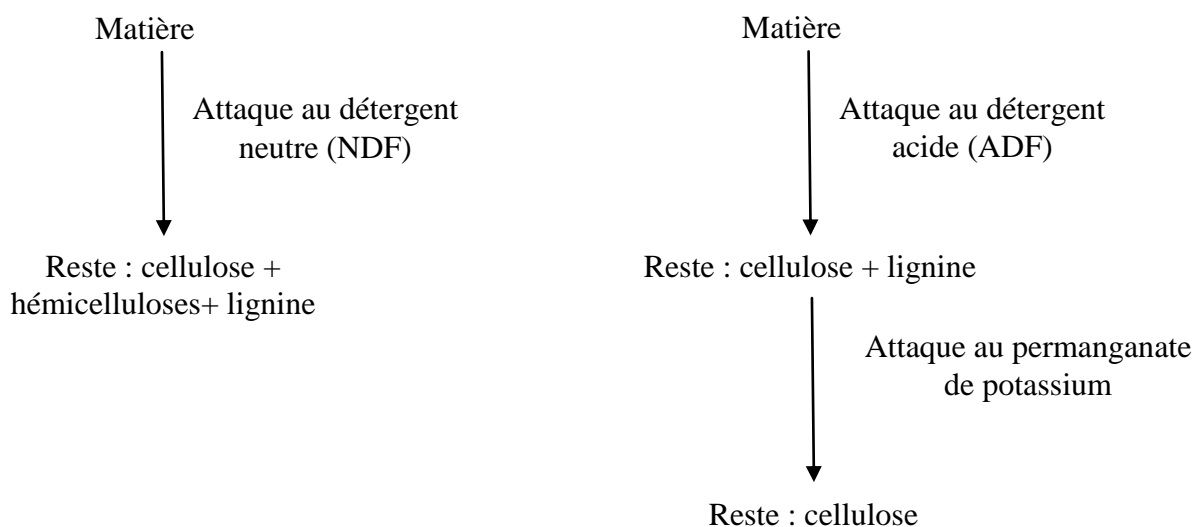 Matière
Attaque au détergent
neutre (NDF)
Reste : cellulose +
hémicelluloses+ lignine
Matière
Attaque au détergent
acide (ADF)
Reste : cellulose + lignine
Attaque au permanganate
de potassium
Reste : cellulose